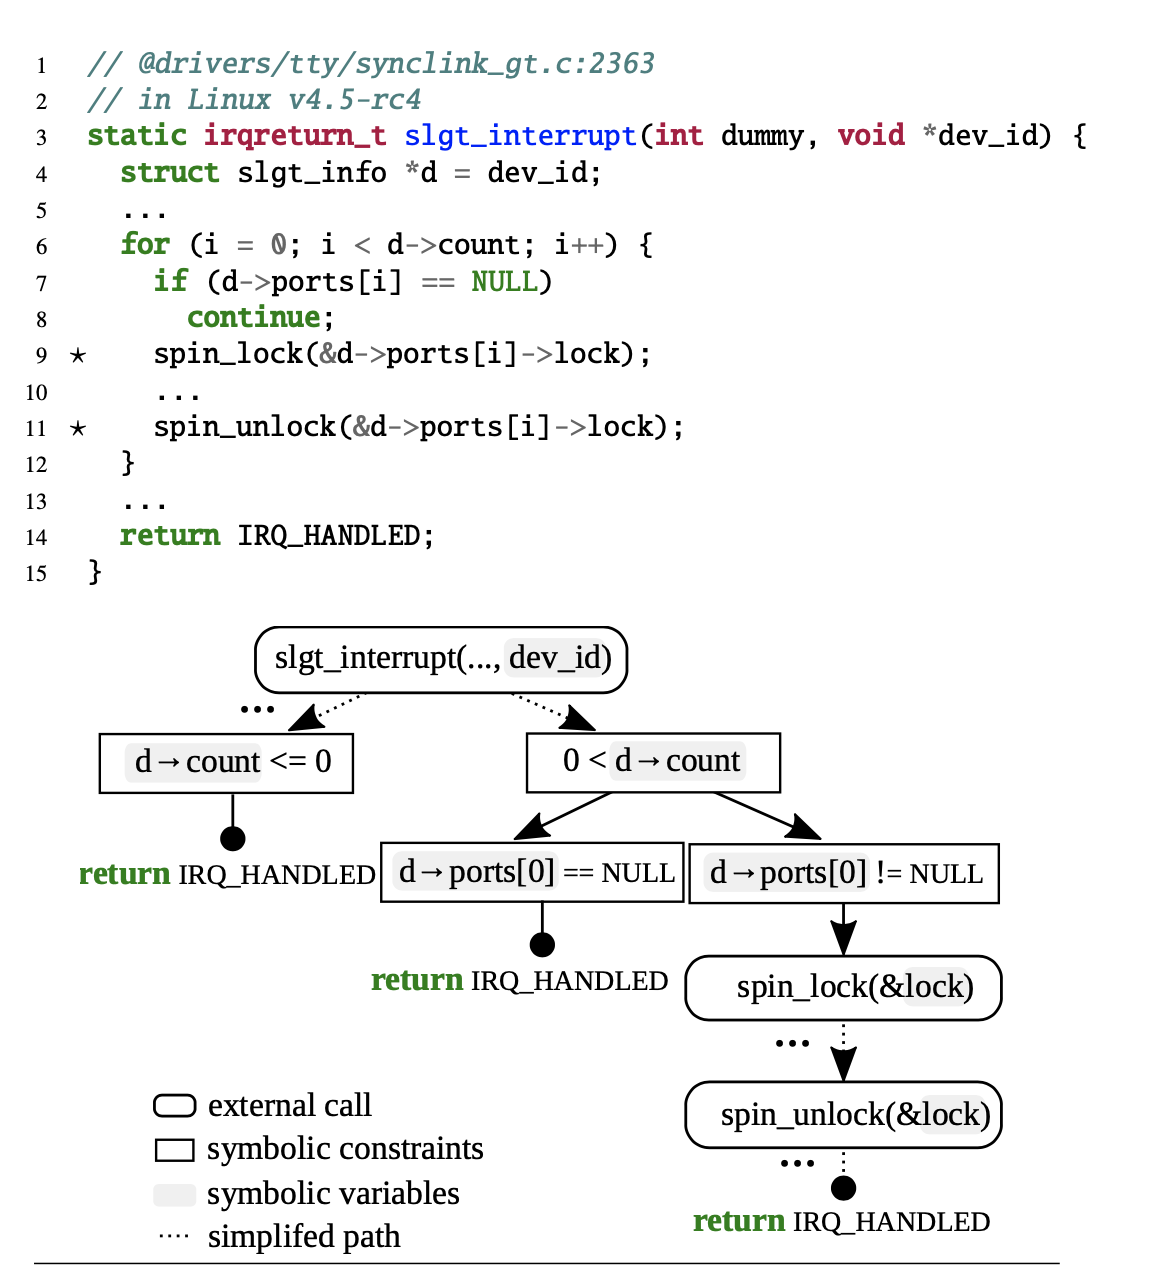 1 // @drivers/tty/synclink_gt.c:2363
2 // in Linux v4.5-rc4
3 static irqreturn_t slgt_interrupt(int dummy, void *dev_id) {
4 struct slgt_info *d = dev_id;
5 ...
6 for (i = 0; i < d->count; i++) {
7 if (d->ports[i] == NULL)
8 continue;
9 ⋆ spin_lock(&d->ports[i]->lock);
10 ...
11 ⋆ spin_unlock(&d->ports[i]->lock);
12 }
13 ...
14 return IRQ_HANDLED;
15 }
slgt_interrupt(..., dev_id)
...
d→count <= 0
0 < d→count
return IRQ_HANDLED
d→ports[0] == NULL
d→ports[0] != NULL
return IRQ_HANDLED
spin_lock(&lock)
...
spin_unlock(&lock)
...
return IRQ_HANDLED
external call
symbolic constraints
symbolic variables
simplifed path